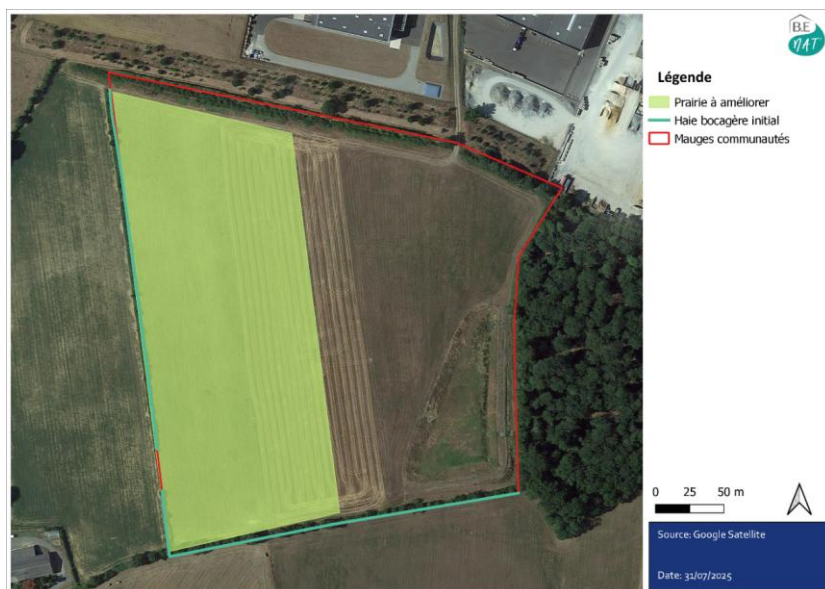 B.E
NAT'
Légende
Prairie à améliorer
Haie bocagère initial
Mauges communautés
0 25 50 m
Source: Google Satellite
Date: 31/07/2025